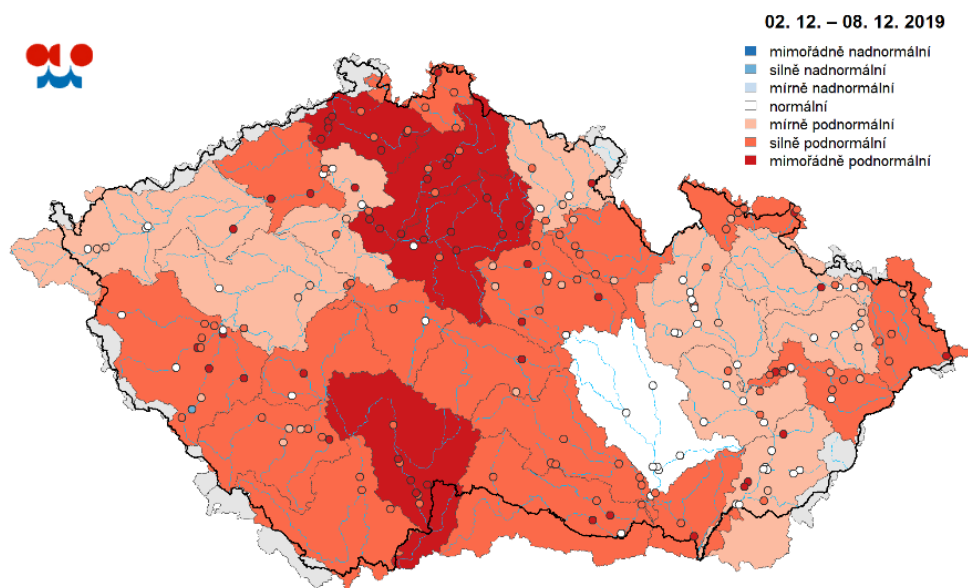 02. 12. – 08. 12. 2019
mimořádně nadnormální
silně nadnormální
mírně nadnormální
normální
mírně podnormální
silně podnormální
mimořádně podnormální